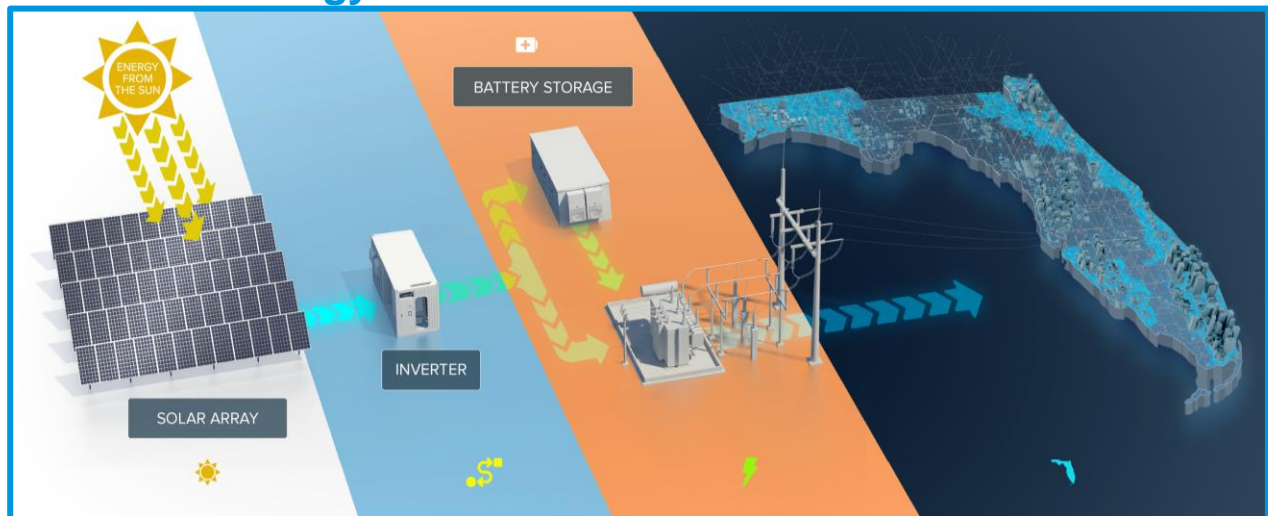 ENERGY
FROM
THE SUN
BATTERY STORAGE
INVERTER
SOLAR ARRAY